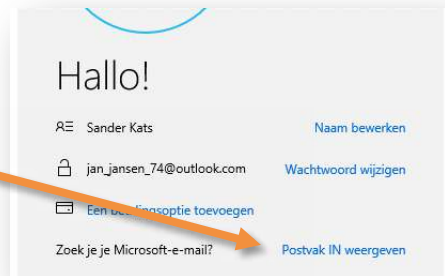 Hallo!
Sander Kats Naam bewerken
jan_jansen_74@outlook.com Wachtwoord wijzigen
Een betalingsoptie toevoegen
Zoek je je Microsoft-e-mail? Postvak IN weergeven